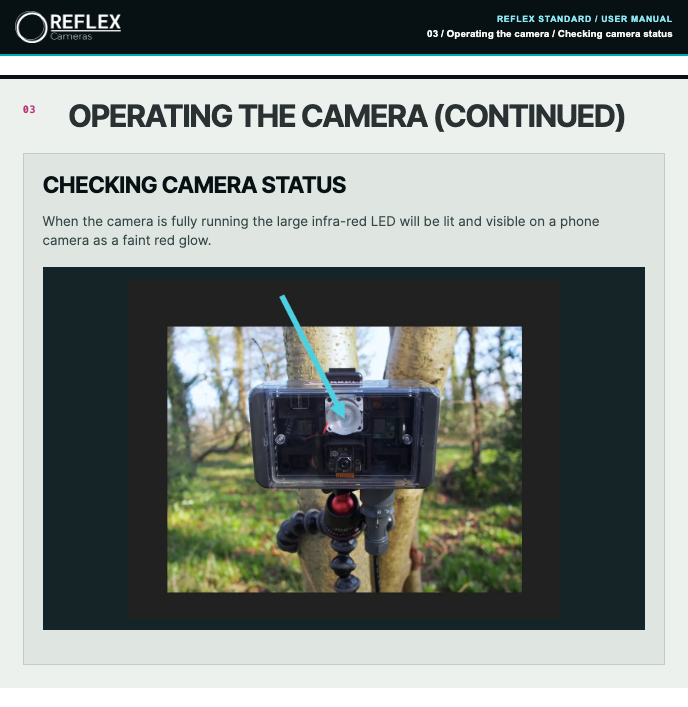 REFLEX
Cameras
REFLEX STANDARD / USER MANUAL
03 / Operating the camera / Checking camera status
03
OPERATING THE CAMERA (CONTINUED)
CHECKING CAMERA STATUS
When the camera is fully running the large infra-red LED will be lit and visible on a phone
camera as a faint red glow.